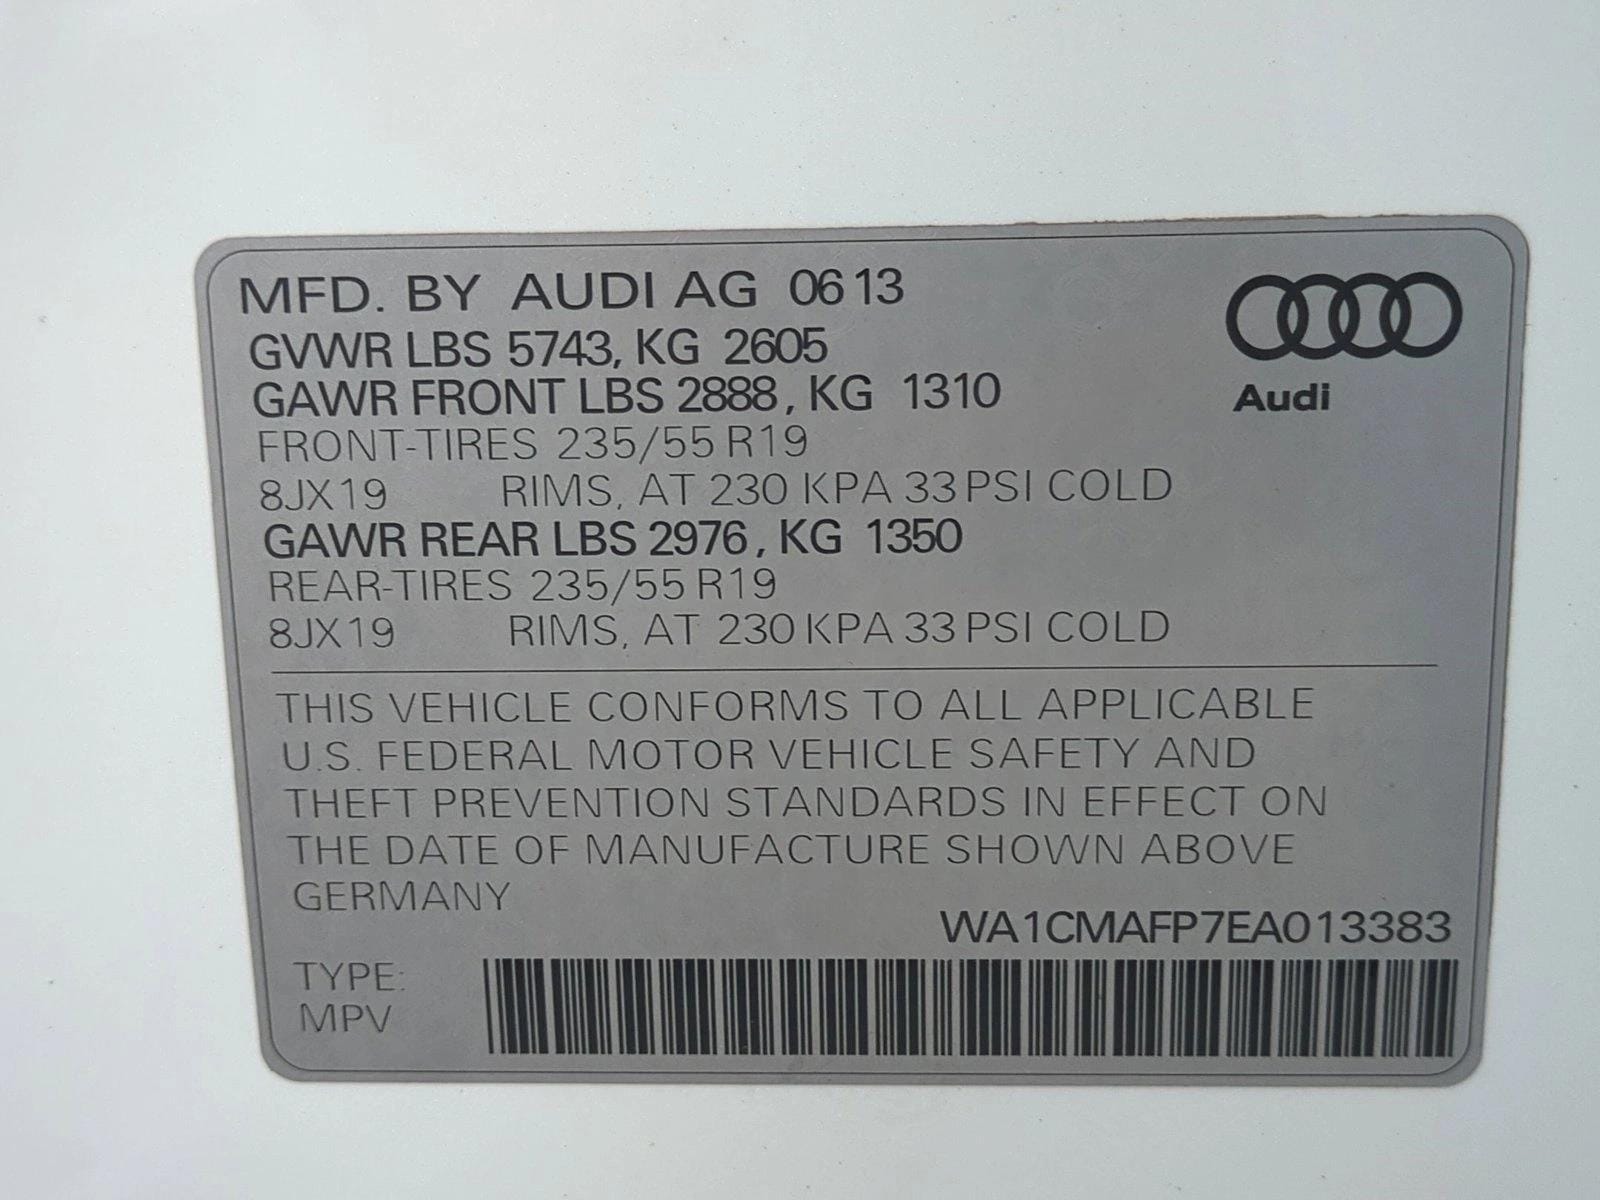 MFD. BY AUDI AG 06 13
GVWR LBS 5743, KG 2605
GAWR FRONT LBS 2888, KG 1310
FRONT-TIRES 235/55 R19
8JX19 RIMS, AT 230 KPA 33 PSI COLD
GAWR REAR LBS 2976, KG 1350
REAR-TIRES 235/55 R19
8JX19 RIMS, AT 230 KPA 33 PSI COLD
Audi
THIS VEHICLE CONFORMS TO ALL APPLICABLE
U.S. FEDERAL MOTOR VEHICLE SAFETY AND
THEFT PREVENTION STANDARDS IN EFFECT ON
THE DATE OF MANUFACTURE SHOWN ABOVE
GERMANY
WA1CMAFP7EA013383
TYPE:
MPV